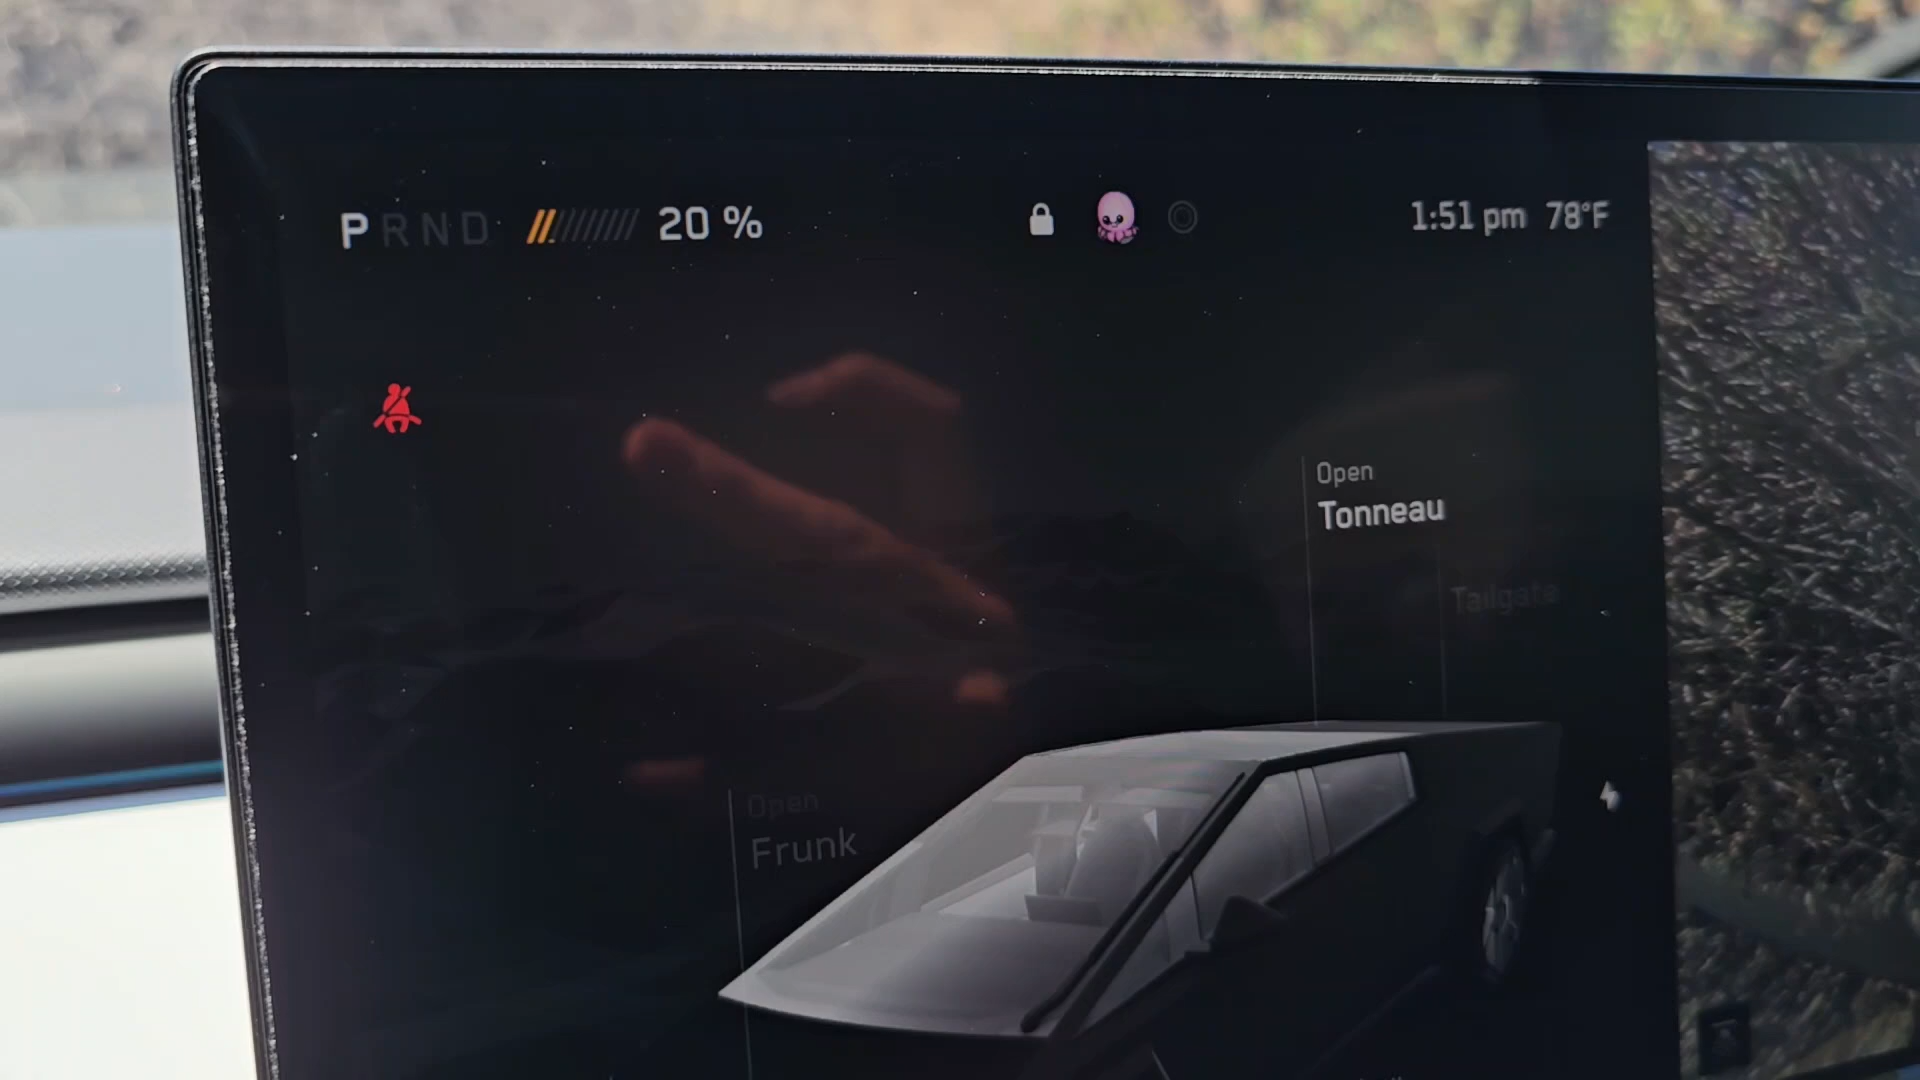 P R N D 20 % 1:51 pm 78°F
Open
Tonneau
Tailgate
Open
Frunk